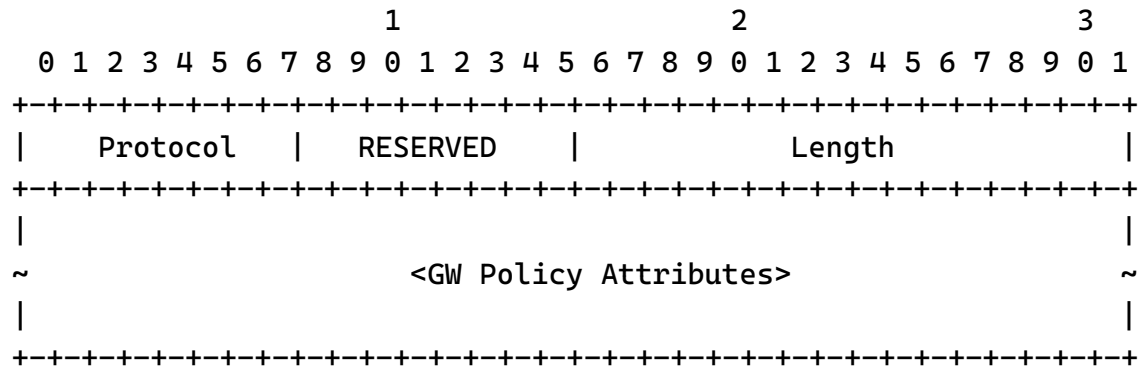 1                   2                   3
 0 1 2 3 4 5 6 7 8 9 0 1 2 3 4 5 6 7 8 9 0 1 2 3 4 5 6 7 8 9 0 1
+-+-+-+-+-+-+-+-+-+-+-+-+-+-+-+-+-+-+-+-+-+-+-+-+-+-+-+-+-+-+-+-+
|    Protocol   |   RESERVED    |            Length             |
+-+-+-+-+-+-+-+-+-+-+-+-+-+-+-+-+-+-+-+-+-+-+-+-+-+-+-+-+-+-+-+-+
|                                                               |
~                      <GW Policy Attributes>                   ~
|                                                               |
+-+-+-+-+-+-+-+-+-+-+-+-+-+-+-+-+-+-+-+-+-+-+-+-+-+-+-+-+-+-+-+-+